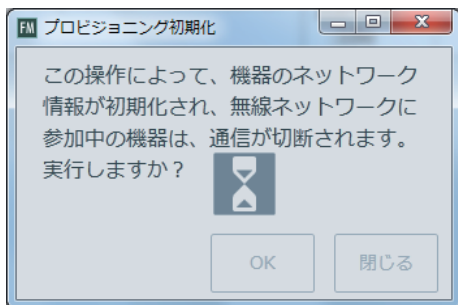 FM プロビジョニング初期化
この操作によって、機器のネットワーク
情報が初期化され、無線ネットワークに
参加中の機器は、通信が切断されます。
実行しますか？
OK 閉じる